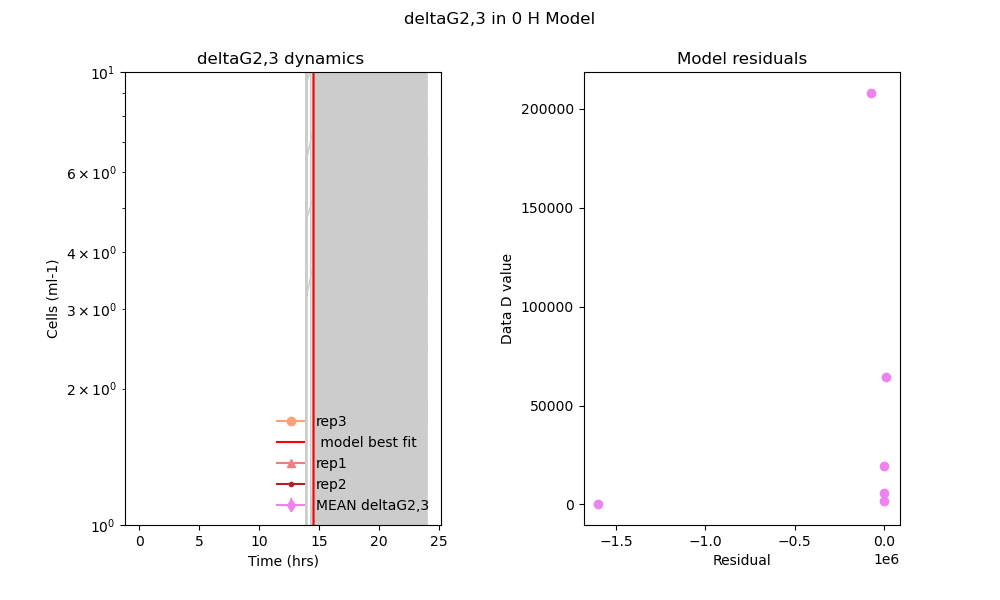 deltaG2,3 in 0 H Model
deltaG2,3 dynamics
Model residuals
10¹
6 × 10⁰
4 × 10⁰
3 × 10⁰
2 × 10⁰
10⁰
Cells (ml-1)
0 5 10 15 20 25
Time (hrs)
rep3
model best fit
rep1
rep2
MEAN deltaG2,3
200000
150000
100000
50000
0
Data D value
−1.5 −1.0 −0.5 0.0
1e6
Residual